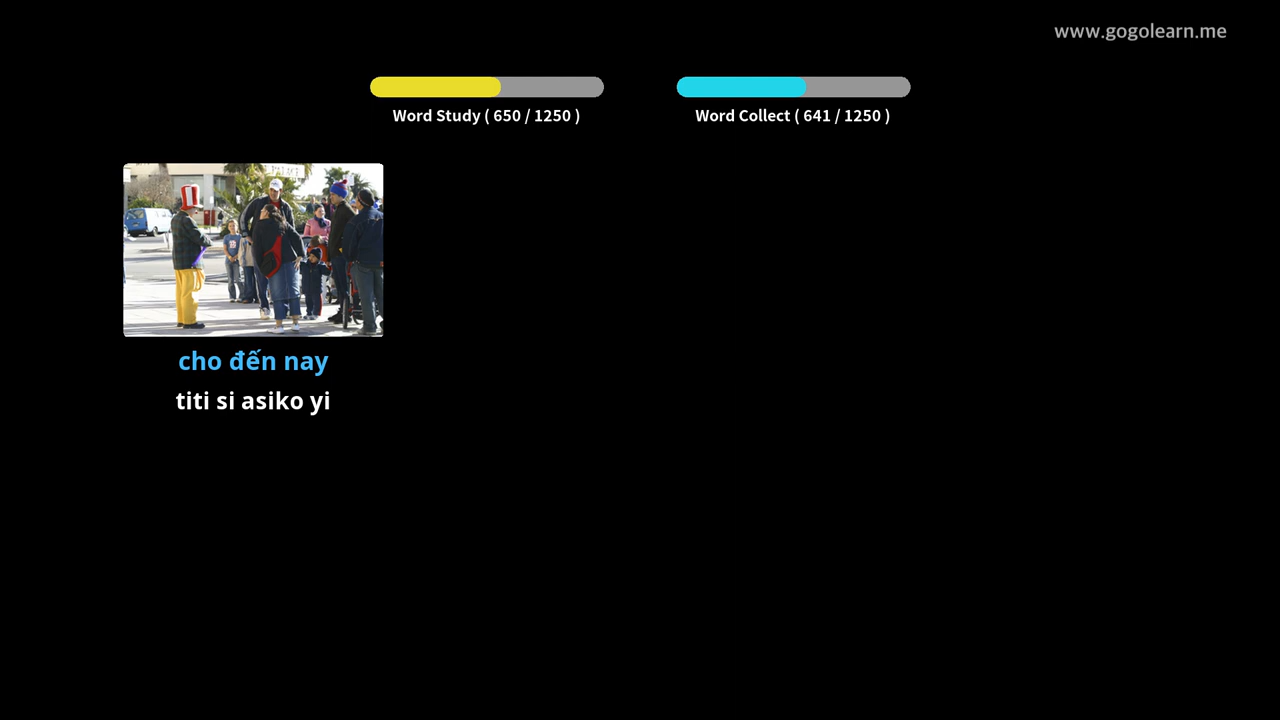 www.gogolearn.me
Word Study ( 650 / 1250 )
Word Collect ( 641 / 1250 )
cho đến nay
titi si asiko yi